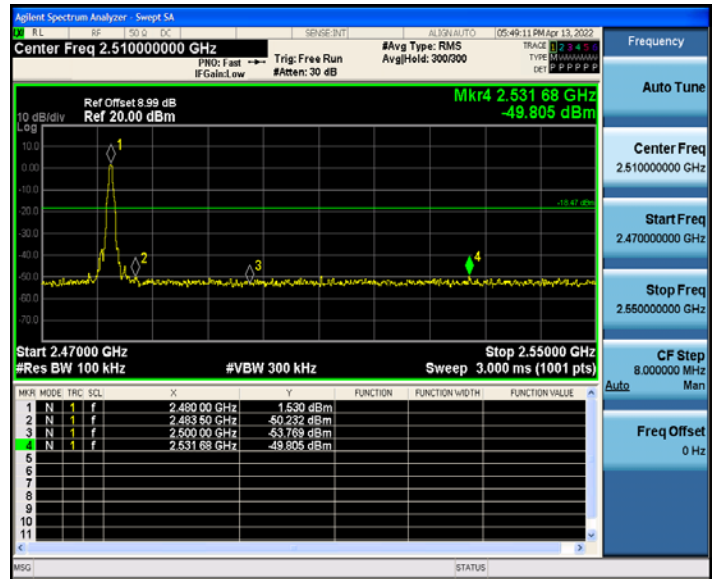 Agilent Spectrum Analyzer - Swept SA
RL RF 50 Ω DC SENSE:INT ALIGN AUTO 05:49:11 PM Apr 13, 2022
Center Freq 2.510000000 GHz
#Avg Type: RMS
TRACE 1 2 3 4 5 6
PNO: Fast Trig: Free Run
Avg|Hold: 300/300
TYPE M
IFGain:Low #Atten: 30 dB
DET P P P P P P
Mkr4 2.531 68 GHz
-49.805 dBm
Ref Offset 8.99 dB
10 dB/div Ref 20.00 dBm
Log
10.0
0.00
-10.0
-20.0
-30.0
-40.0
-50.0
-60.0
-70.0
1
2
3
4
-18.47 dBm
Start 2.47000 GHz Stop 2.55000 GHz
#Res BW 100 kHz #VBW 300 kHz Sweep 3.000 ms (1001 pts)
MKR MODE TRC SCL X Y FUNCTION FUNCTION WIDTH FUNCTION VALUE
1 N 1 f 2.480 00 GHz 1.530 dBm
2 N 1 f 2.483 50 GHz -50.232 dBm
3 N 1 f 2.500 00 GHz -53.769 dBm
4 N 1 f 2.531 68 GHz -49.805 dBm
5
6
7
8
9
10
11
MSG STATUS
Frequency
Auto Tune
Center Freq
2.510000000 GHz
Start Freq
2.470000000 GHz
Stop Freq
2.550000000 GHz
CF Step
8.000000 MHz
Auto Man
Freq Offset
0 Hz